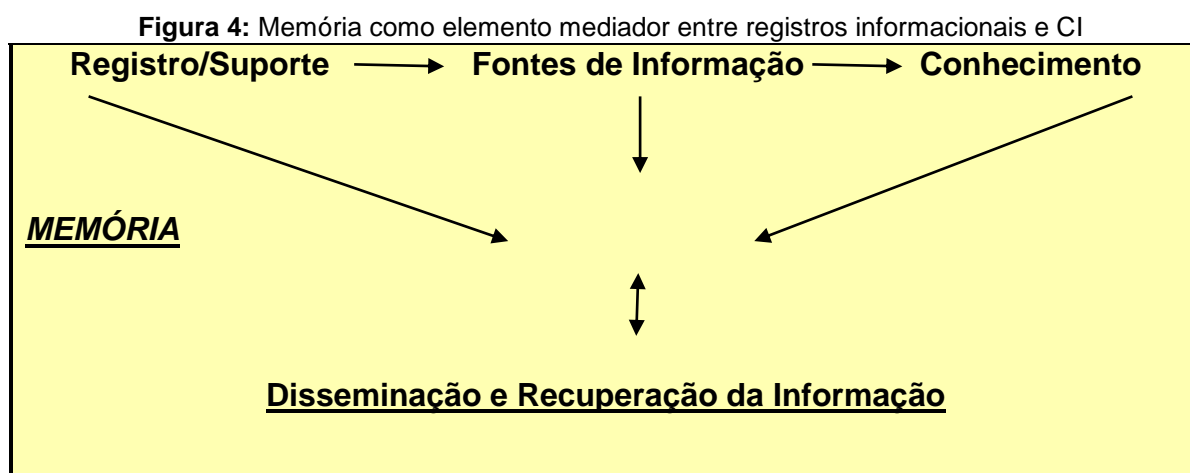 Figura 4: Memória como elemento mediador entre registros informacionais e CI
Registro/Suporte Fontes de Informação Conhecimento
MEMÓRIA
Disseminação e Recuperação da Informação